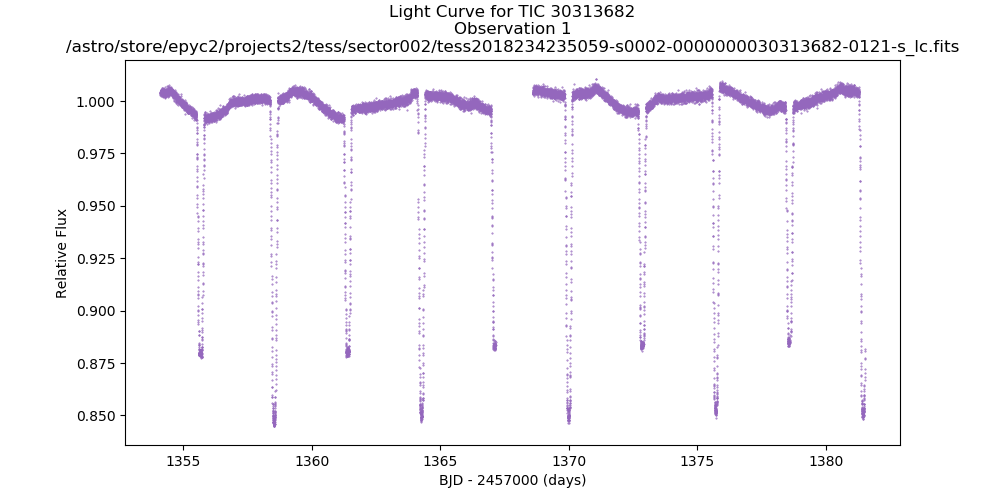 Light Curve for TIC 30313682
Observation 1
/astro/store/epyc2/projects2/tess/sector002/tess2018234235059-s0002-0000000030313682-0121-s_lc.fits
1.000
0.975
0.950
0.925
0.900
0.875
0.850
Relative Flux
1355 1360 1365 1370 1375 1380
BJD - 2457000 (days)